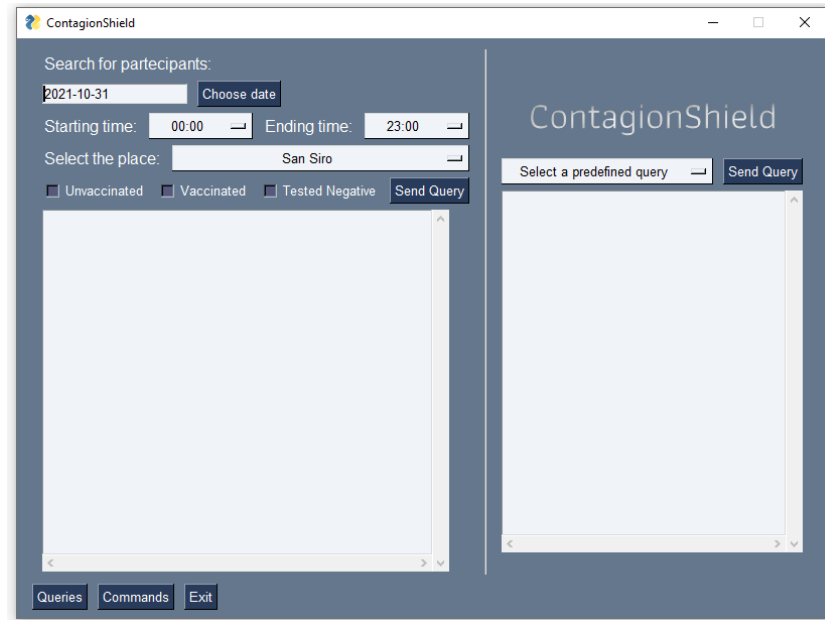 ContagionShield
Search for partecipants:
2021-10-31 Choose date
Starting time: 00:00 Ending time: 23:00
Select the place: San Siro
Unvaccinated Vaccinated Tested Negative Send Query
ContagionShield
Select a predefined query Send Query
Queries Commands Exit